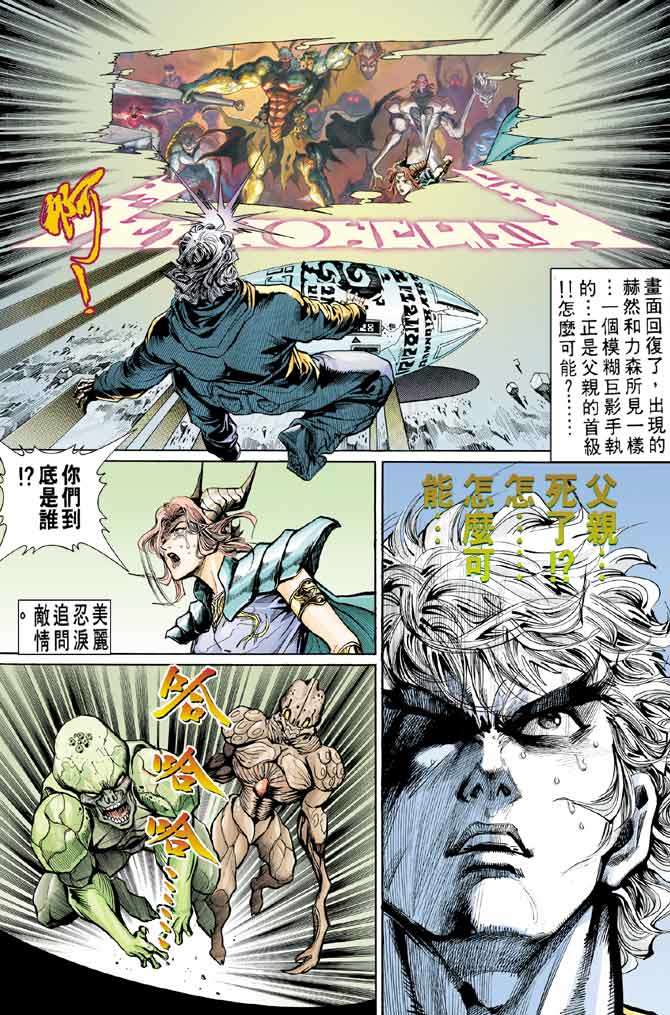 啊！
畫面回復了，出現的
赫然和力森所見一樣
…一個模糊巨影手執
的…正是父親的首級
!!怎麼可能？………
你們到
底是誰
!?
美麗
忍淚
追問
敵情
。
父親…
死了!?
怎……
怎麼可
能…
哈哈哈……